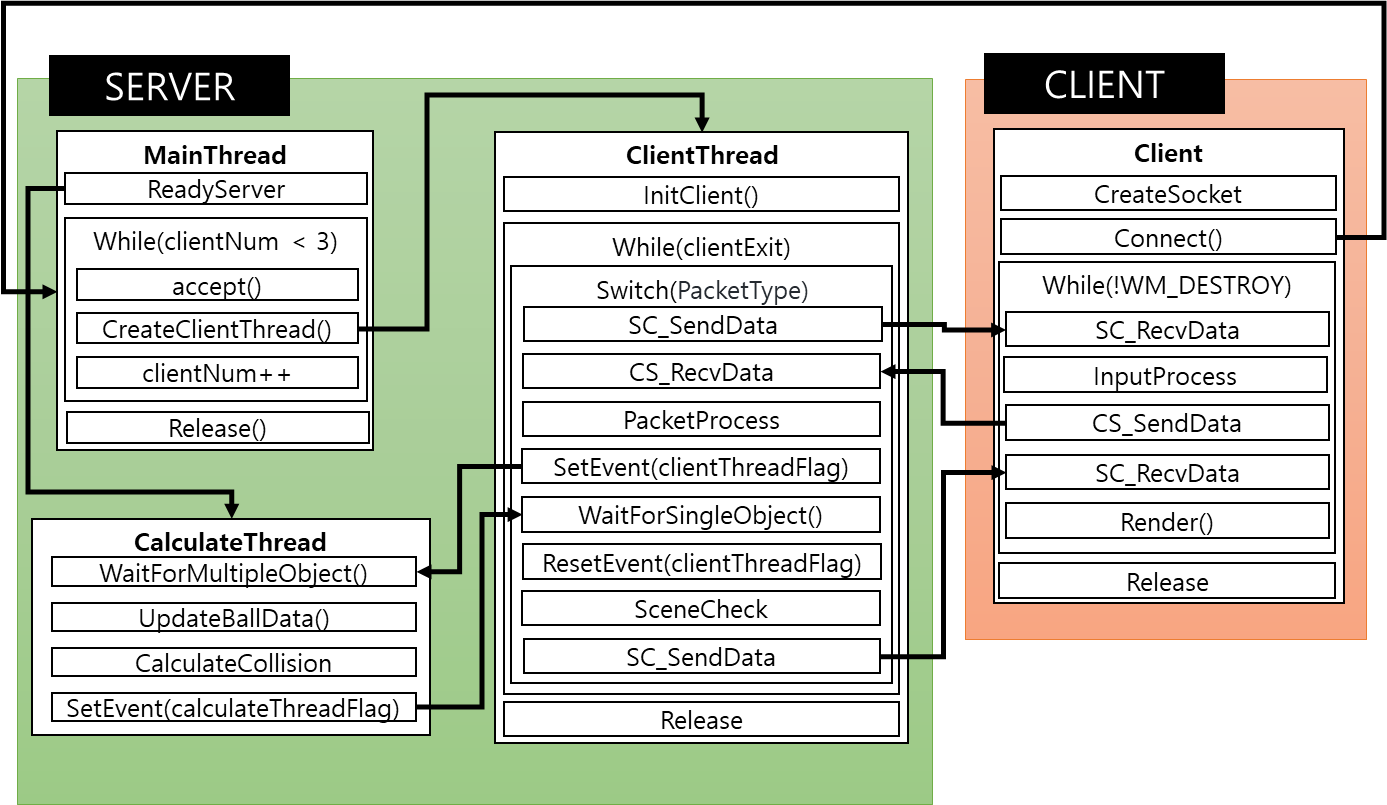 SERVER
MainThread
ReadyServer
While(clientNum < 3)
accept()
CreateClientThread()
clientNum++
Release()
CalculateThread
WaitForMultipleObject()
UpdateBallData()
CalculateCollision
SetEvent(calculateThreadFlag)
ClientThread
InitClient()
While(clientExit)
Switch(PacketType)
SC_SendData
CS_RecvData
PacketProcess
SetEvent(clientThreadFlag)
WaitForSingleObject()
ResetEvent(clientThreadFlag)
SceneCheck
SC_SendData
Release
CLIENT
Client
CreateSocket
Connect()
While(!WM_DESTROY)
SC_RecvData
InputProcess
CS_SendData
SC_RecvData
Render()
Release